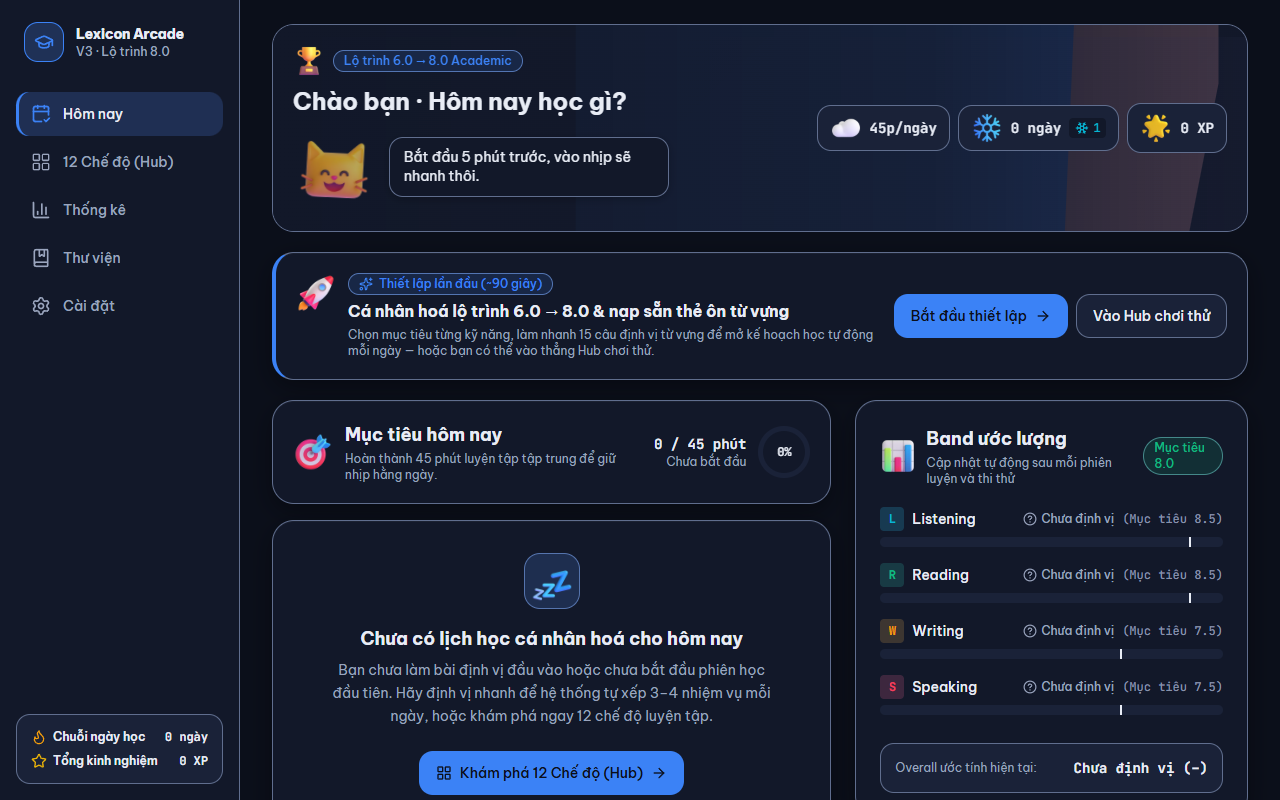 Lexicon Arcade
V3 · Lộ trình 8.0
Hôm nay
12 Chế độ (Hub)
Thống kê
Thư viện
Cài đặt
Chuỗi ngày học 0 ngày
Tổng kinh nghiệm 0 XP
Lộ trình 6.0 → 8.0 Academic
Chào bạn · Hôm nay học gì?
Bắt đầu 5 phút trước, vào nhịp sẽ
nhanh thôi.
45p/ngày
0 ngày
1
0 XP
Thiết lập lần đầu (~90 giây)
Cá nhân hoá lộ trình 6.0 → 8.0 & nạp sẵn thẻ ôn từ vựng
Chọn mục tiêu từng kỹ năng, làm nhanh 15 câu định vị từ vựng để mở kế hoạch học tự động
mỗi ngày — hoặc bạn có thể vào thẳng Hub chơi thử.
Bắt đầu thiết lập →
Vào Hub chơi thử
Mục tiêu hôm nay
Hoàn thành 45 phút luyện tập tập trung để giữ
nhịp hằng ngày.
0 / 45 phút
Chưa bắt đầu
0%
Chưa có lịch học cá nhân hoá cho hôm nay
Bạn chưa làm bài định vị đầu vào hoặc chưa bắt đầu phiên học
đầu tiên. Hãy định vị nhanh để hệ thống tự xếp 3–4 nhiệm vụ mỗi
ngày, hoặc khám phá ngay 12 chế độ luyện tập.
Khám phá 12 Chế độ (Hub) →
Band ước lượng
Cập nhật tự động sau mỗi phiên
luyện và thi thử
Mục tiêu
8.0
L Listening Chưa định vị (Mục tiêu 8.5)
R Reading Chưa định vị (Mục tiêu 8.5)
W Writing Chưa định vị (Mục tiêu 7.5)
S Speaking Chưa định vị (Mục tiêu 7.5)
Overall ước tính hiện tại: Chưa định vị (–)